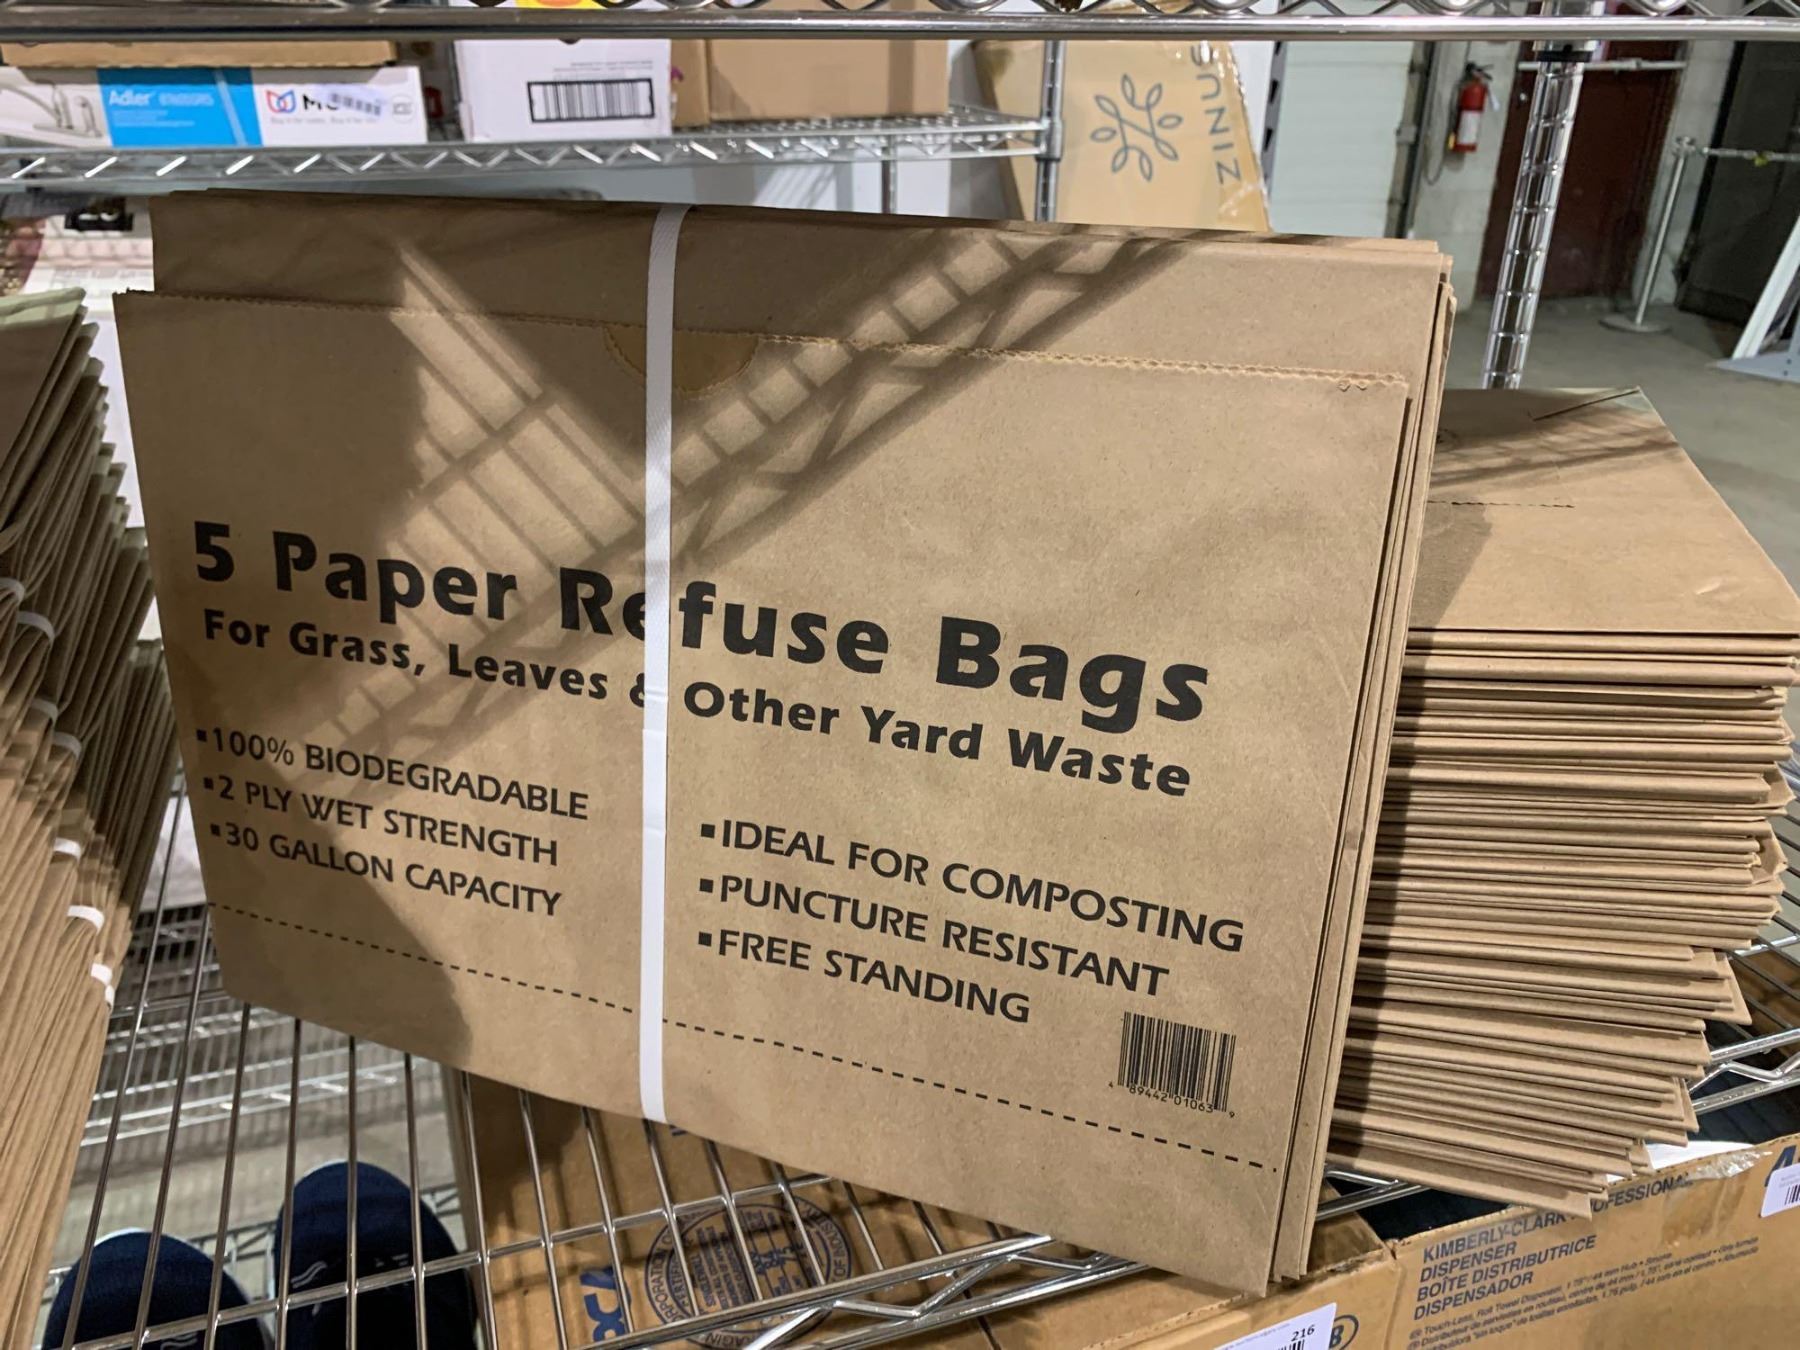 Adler
ZINUS
5 Paper Refuse Bags
For Grass, Leaves & Other Yard Waste
▪100% BIODEGRADABLE
▪2 PLY WET STRENGTH
▪30 GALLON CAPACITY
▪IDEAL FOR COMPOSTING
▪PUNCTURE RESISTANT
▪FREE STANDING
4 89442 01063 9
KIMBERLY-CLARK PROFESSIONAL
DISPENSER
BOÎTE DISTRIBUTRICE
DISPENSADOR
216